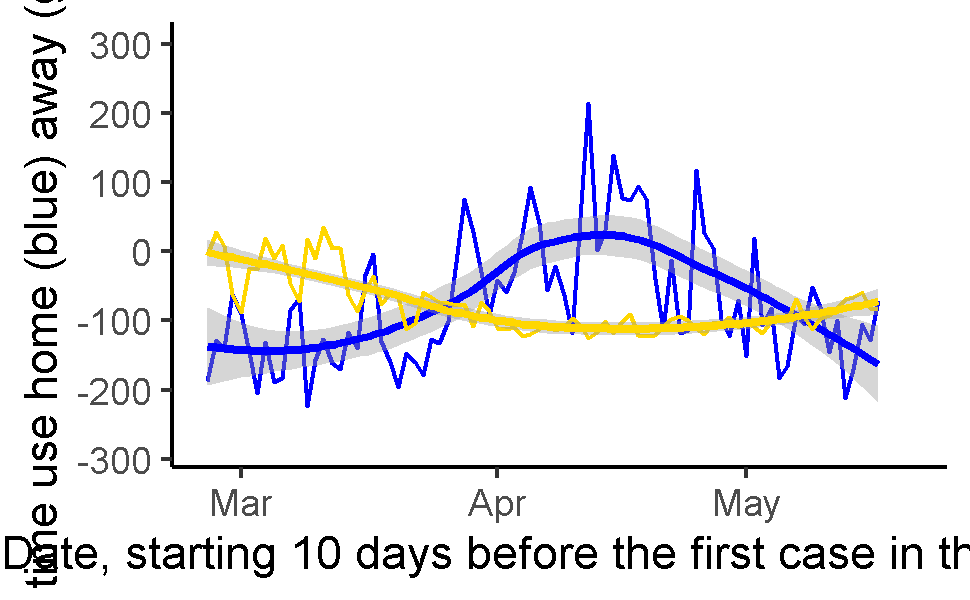 time use home (blue) away (
300
200
100
0
-100
-200
-300
Mar Apr May
Date, starting 10 days before the first case in th